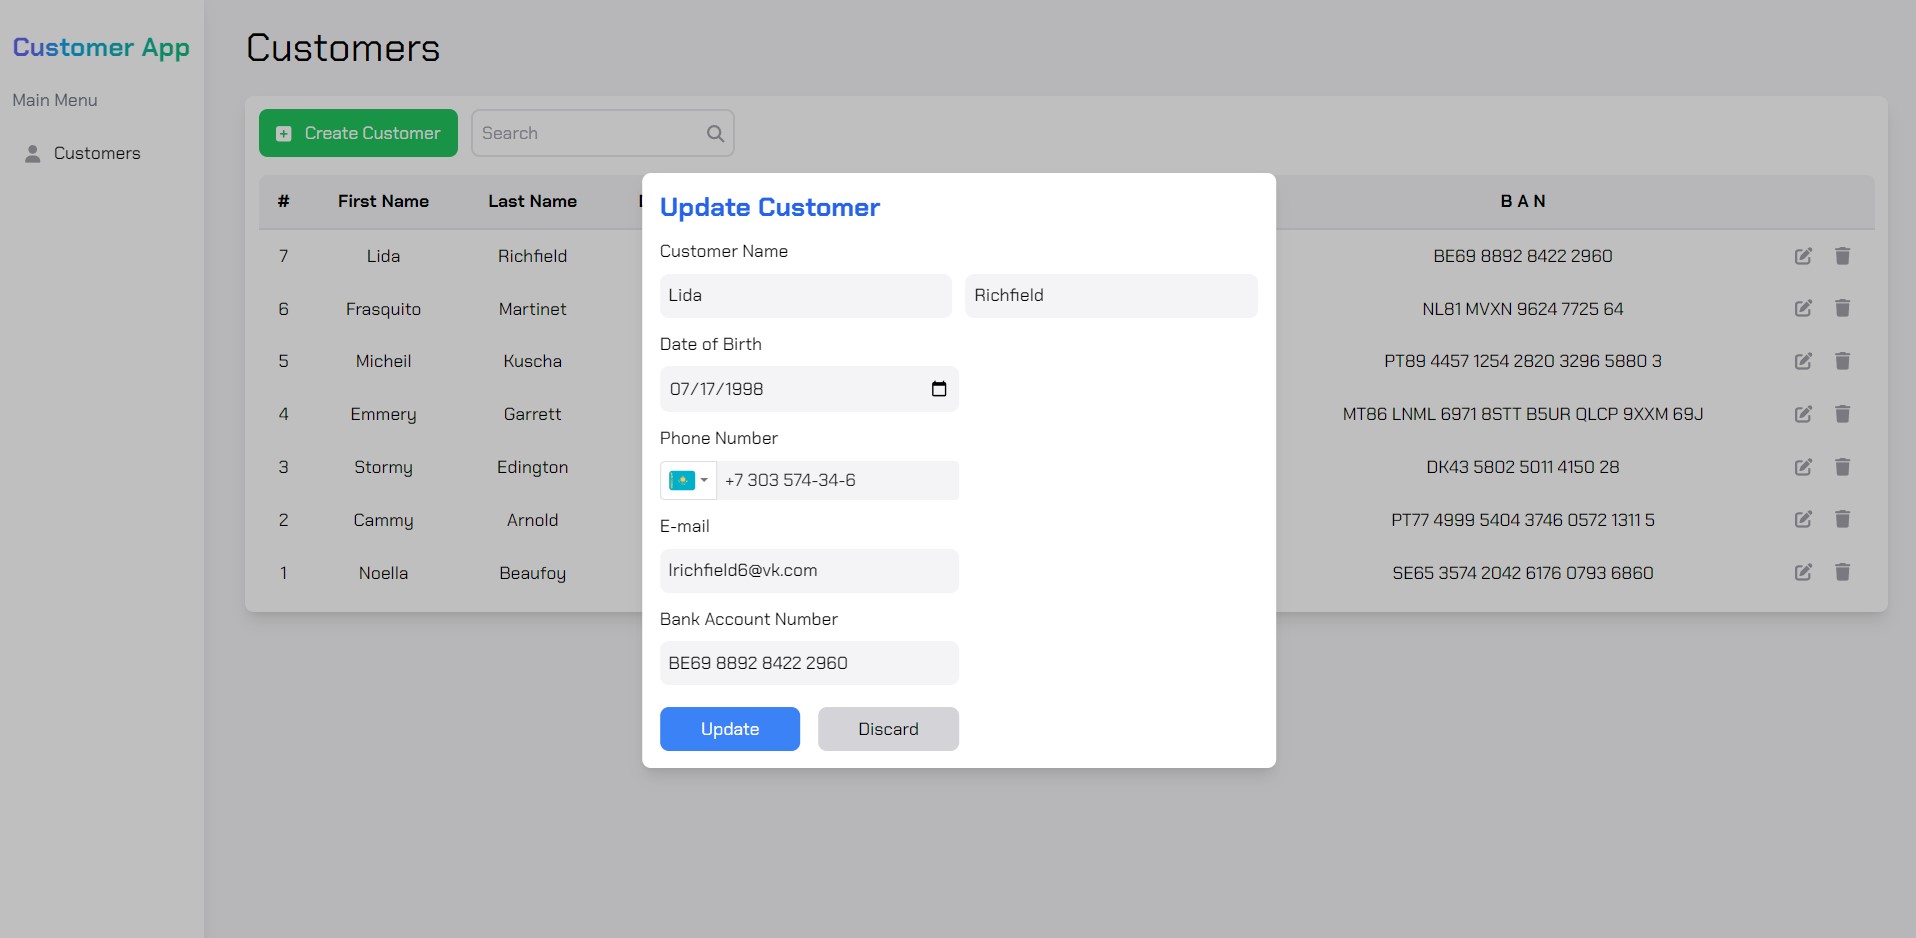 Customer App
Main Menu
Customers
Customers
Create Customer
Search
# First Name Last Name BAN
7 Lida Richfield BE69 8892 8422 2960
6 Frasquito Martinet NL81 MVXN 9624 7725 64
5 Micheil Kuscha PT89 4457 1254 2820 3296 5880 3
4 Emmery Garrett MT86 LNML 6971 8STT B5UR QLCP 9XXM 69J
3 Stormy Edington DK43 5802 5011 4150 28
2 Cammy Arnold PT77 4999 5404 3746 0572 1311 5
1 Noella Beaufoy SE65 3574 2042 6176 0793 6860
Update Customer
Customer Name
Lida Richfield
Date of Birth
07/17/1998
Phone Number
+7 303 574-34-6
E-mail
lrichfield6@vk.com
Bank Account Number
BE69 8892 8422 2960
Update Discard